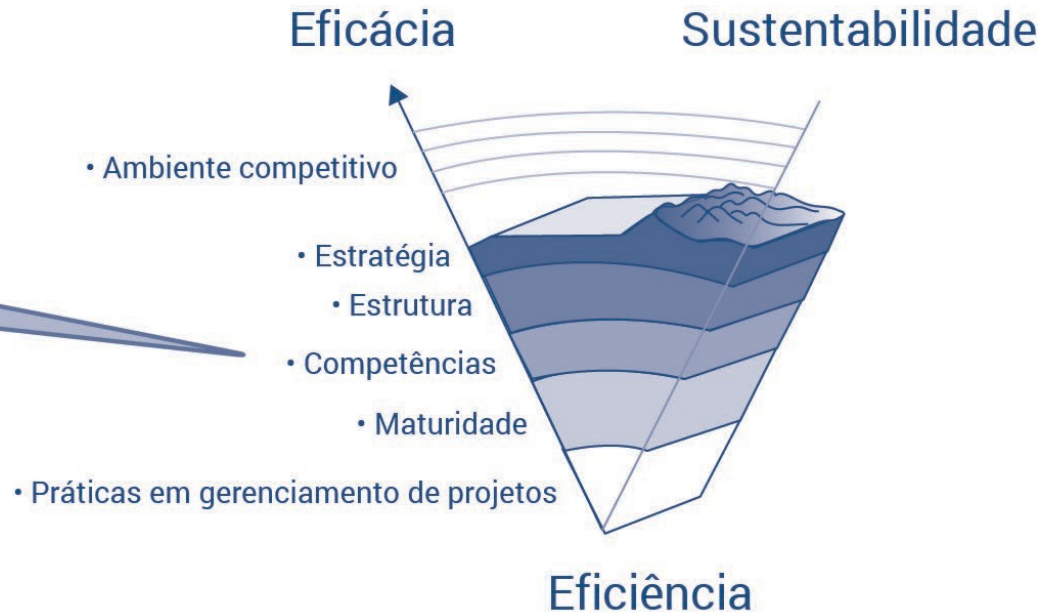 Eficácia
Sustentabilidade
• Ambiente competitivo
• Estratégia
• Estrutura
• Competências
• Maturidade
• Práticas em gerenciamento de projetos
Eficiência